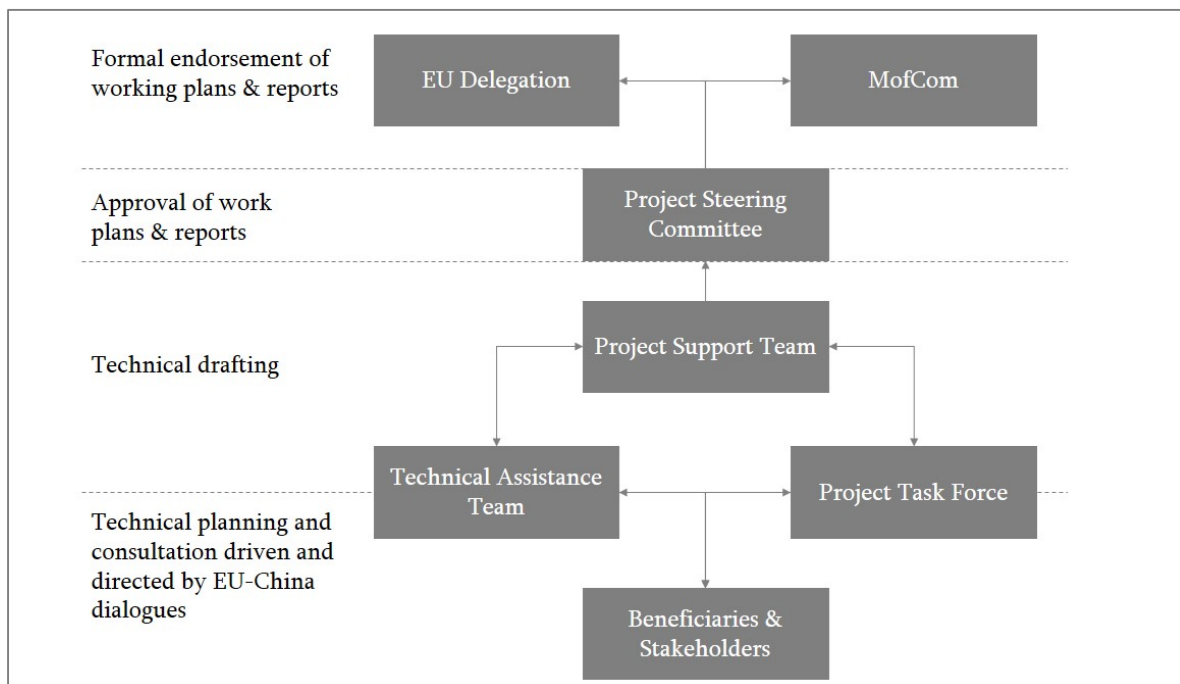 Formal endorsement of
working plans & reports
EU Delegation
MofCom
Approval of work
plans & reports
Project Steering
Committee
Technical drafting
Project Support Team
Technical Assistance
Team
Project Task Force
Technical planning and
consultation driven and
directed by EU-China
dialogues
Beneficiaries &
Stakeholders